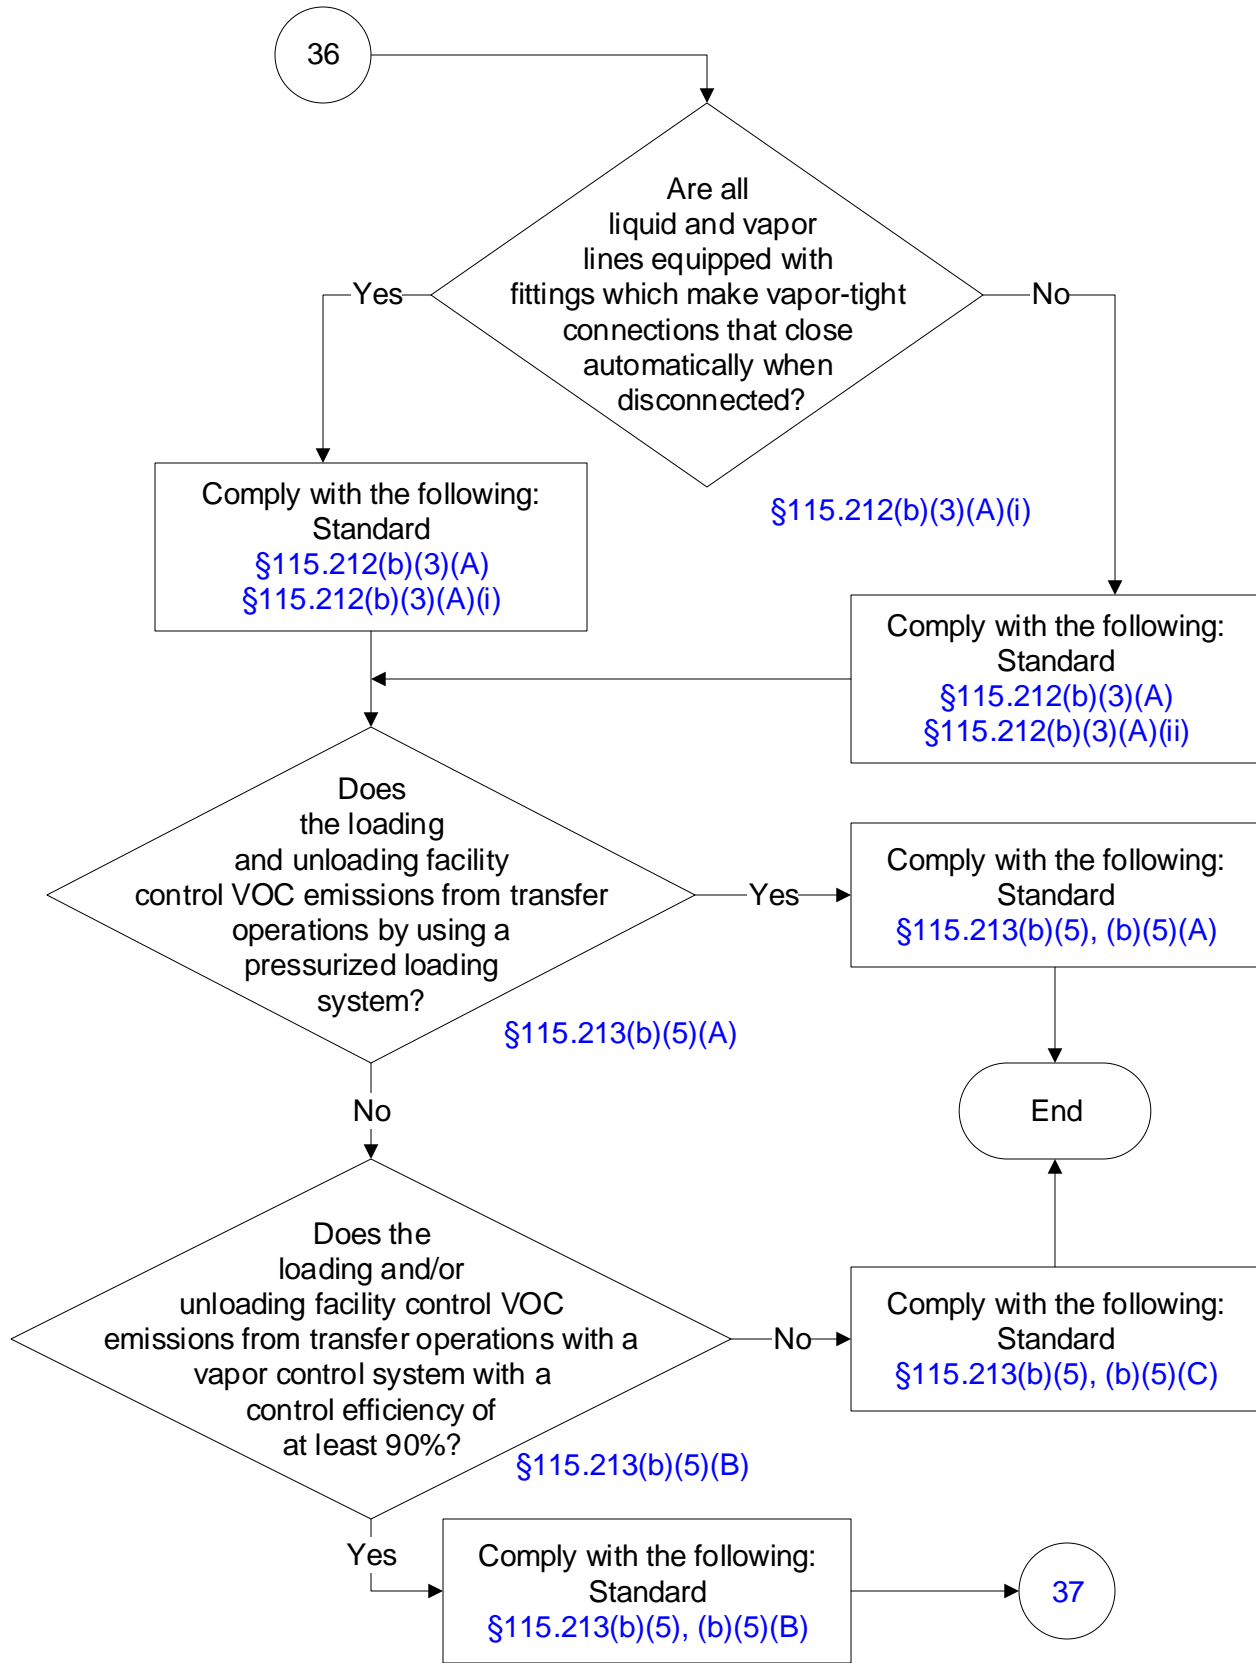 36
Are all
liquid and vapor
lines equipped with
fittings which make vapor-tight
connections that close
automatically when
disconnected?
Yes
No
§115.212(b)(3)(A)(i)
Comply with the following:
Standard
§115.212(b)(3)(A)
§115.212(b)(3)(A)(i)
Comply with the following:
Standard
§115.212(b)(3)(A)
§115.212(b)(3)(A)(ii)
Does
the loading
and unloading facility
control VOC emissions from transfer
operations by using a
pressurized loading
system?
Yes
§115.213(b)(5)(A)
Comply with the following:
Standard
§115.213(b)(5), (b)(5)(A)
No
End
Does the
loading and/or
unloading facility control VOC
emissions from transfer operations with a
vapor control system with a
control efficiency of
at least 90%?
No
§115.213(b)(5)(B)
Comply with the following:
Standard
§115.213(b)(5), (b)(5)(C)
Yes
Comply with the following:
Standard
§115.213(b)(5), (b)(5)(B)
37